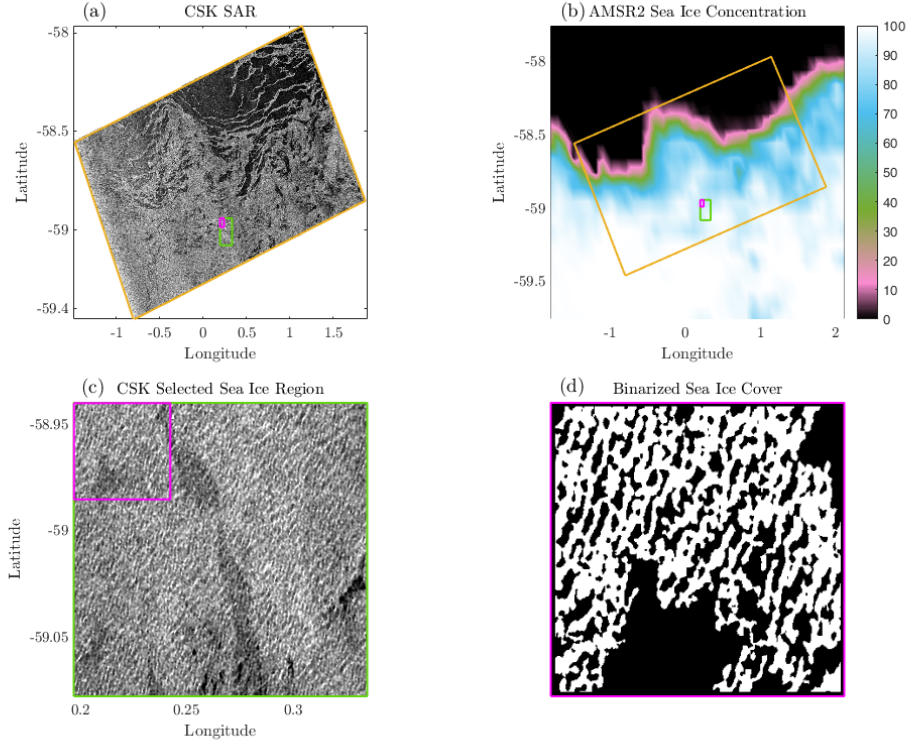 (a) CSK SAR
-58
-58.5
-59
-59.4
Latitude
-1 -0.5 0 0.5 1 1.5
Longitude
(b) AMSR2 Sea Ice Concentration
-58
-58.5
-59
-59.5
Latitude
-1 0 1 2
Longitude
100
90
80
70
60
50
40
30
20
10
0
(c) CSK Selected Sea Ice Region
-58.95
-59
-59.05
Latitude
0.2 0.25 0.3
Longitude
(d) Binarized Sea Ice Cover